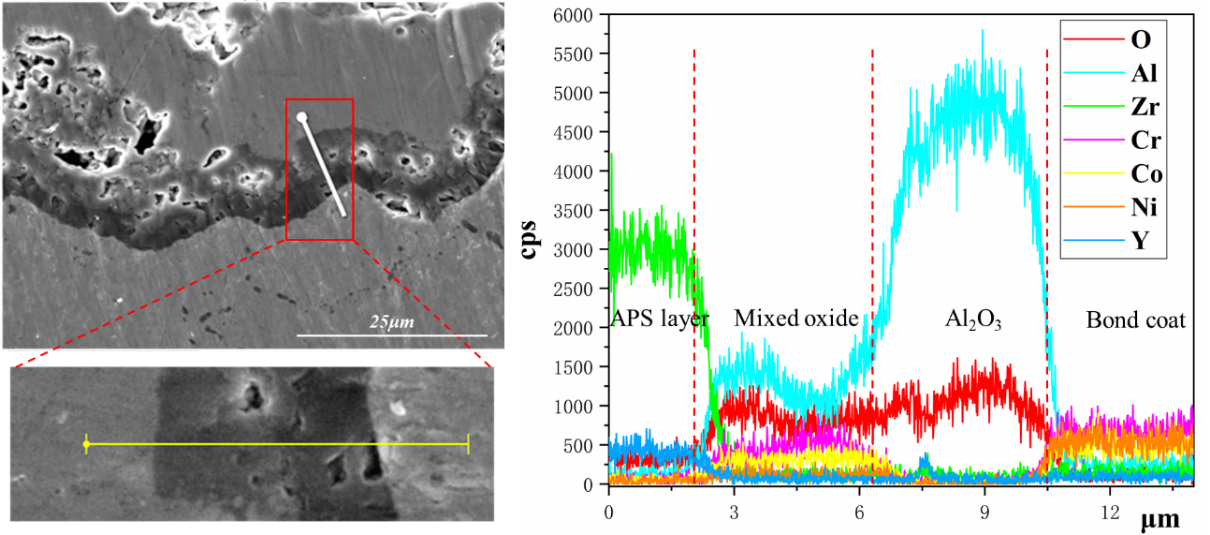 25μm
6000
5500
5000
4500
4000
3500
3000
2500
2000
1500
1000
500
0
cps
O
Al
Zr
Cr
Co
Ni
Y
APS layer
Mixed oxide
Al₂O₃
Bond coat
0
3
6
9
12
μm